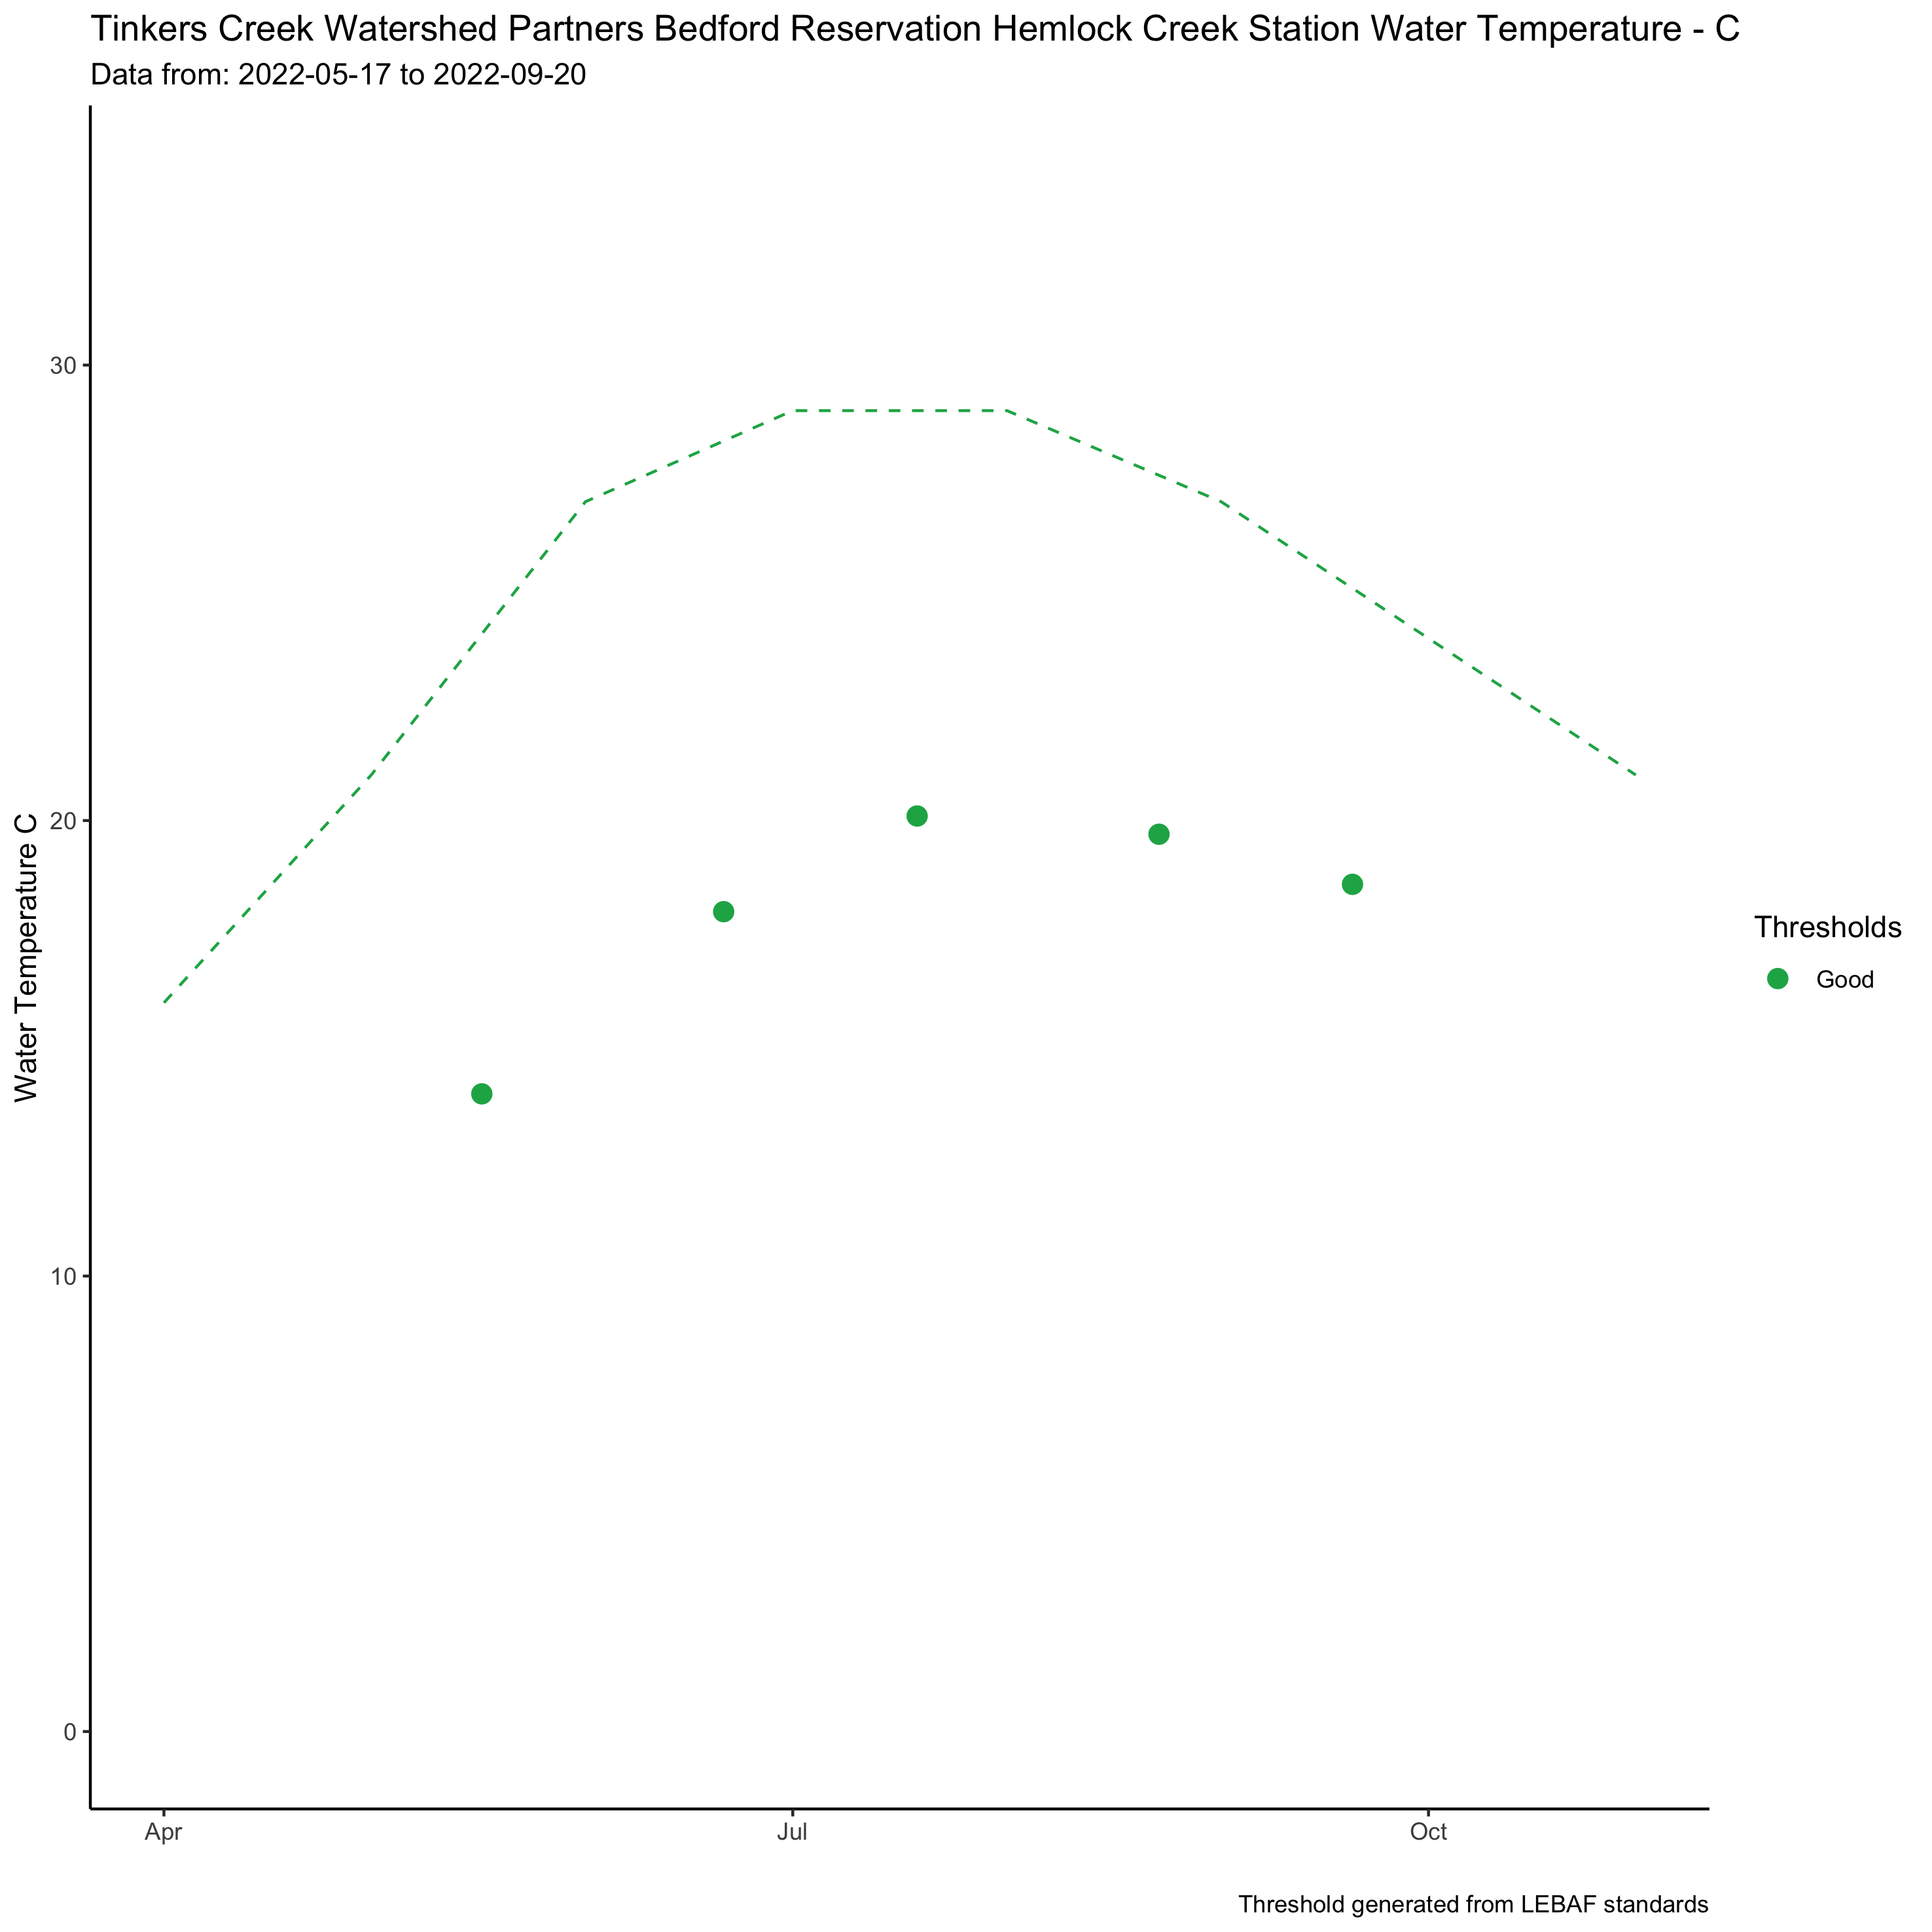 Tinkers Creek Watershed Partners Bedford Reservation Hemlock Creek Station Water Temperature - C
Data from: 2022-05-17 to 2022-09-20
Water Temperature C
30
20
10
0
Apr
Jul
Oct
Thresholds
Good
Threshold generated from LEBAF standards